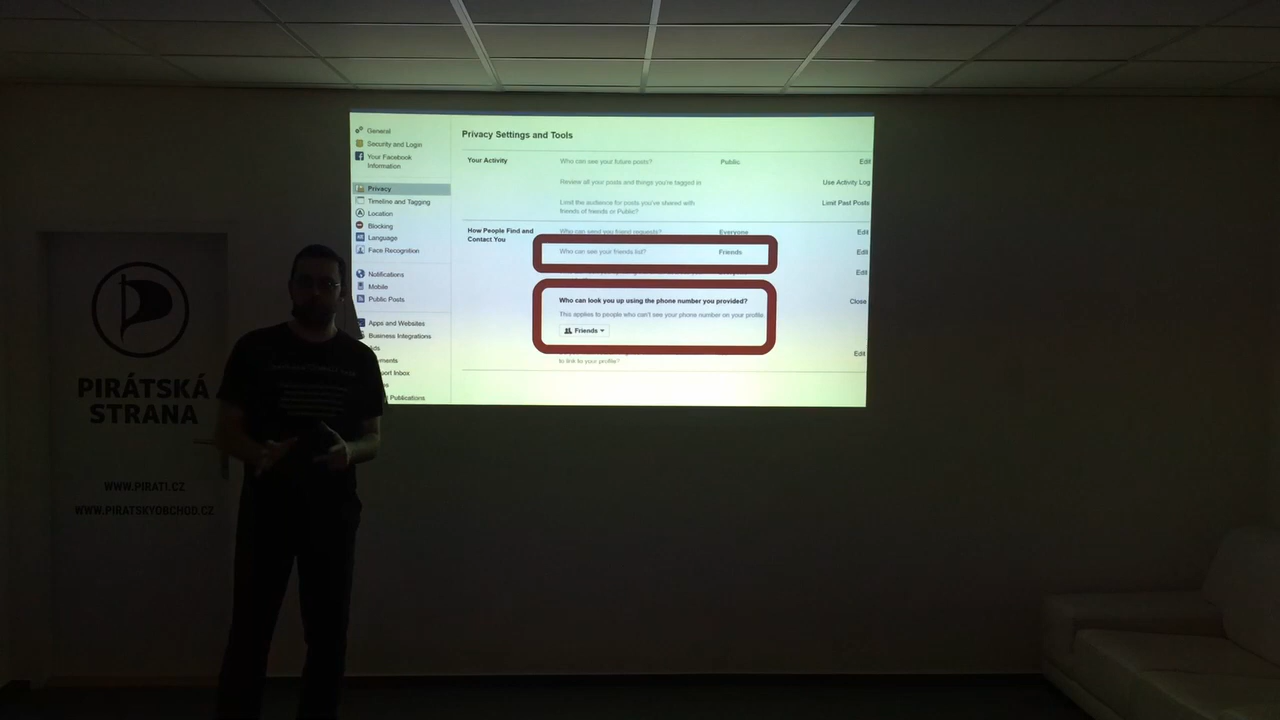 General
Security and Login
Your Facebook
Information
Privacy
Timeline and Tagging
Location
Blocking
Language
Face Recognition
Notifications
Mobile
Public Posts
Apps and Websites
Business Integrations
ds
ments
ort Inbox
Publications
Privacy Settings and Tools
Your Activity
Who can see your future posts? Public Edit
Review all your posts and things you're tagged in Use Activity Log
Limit the audience for posts you've shared with
friends of friends or Public? Limit Past Posts
How People Find and
Contact You
Who can send you friend requests? Everyone Edit
Who can see your friends list? Friends Edit
Edit
Who can look you up using the phone number you provided? Close
This applies to people who can't see your phone number on your profile.
Friends
Edit
to link to your profile?
PIRÁTSKÁ
STRANA
WWW.PIRATI.CZ
WWW.PIRATSKYOBCHOD.CZ